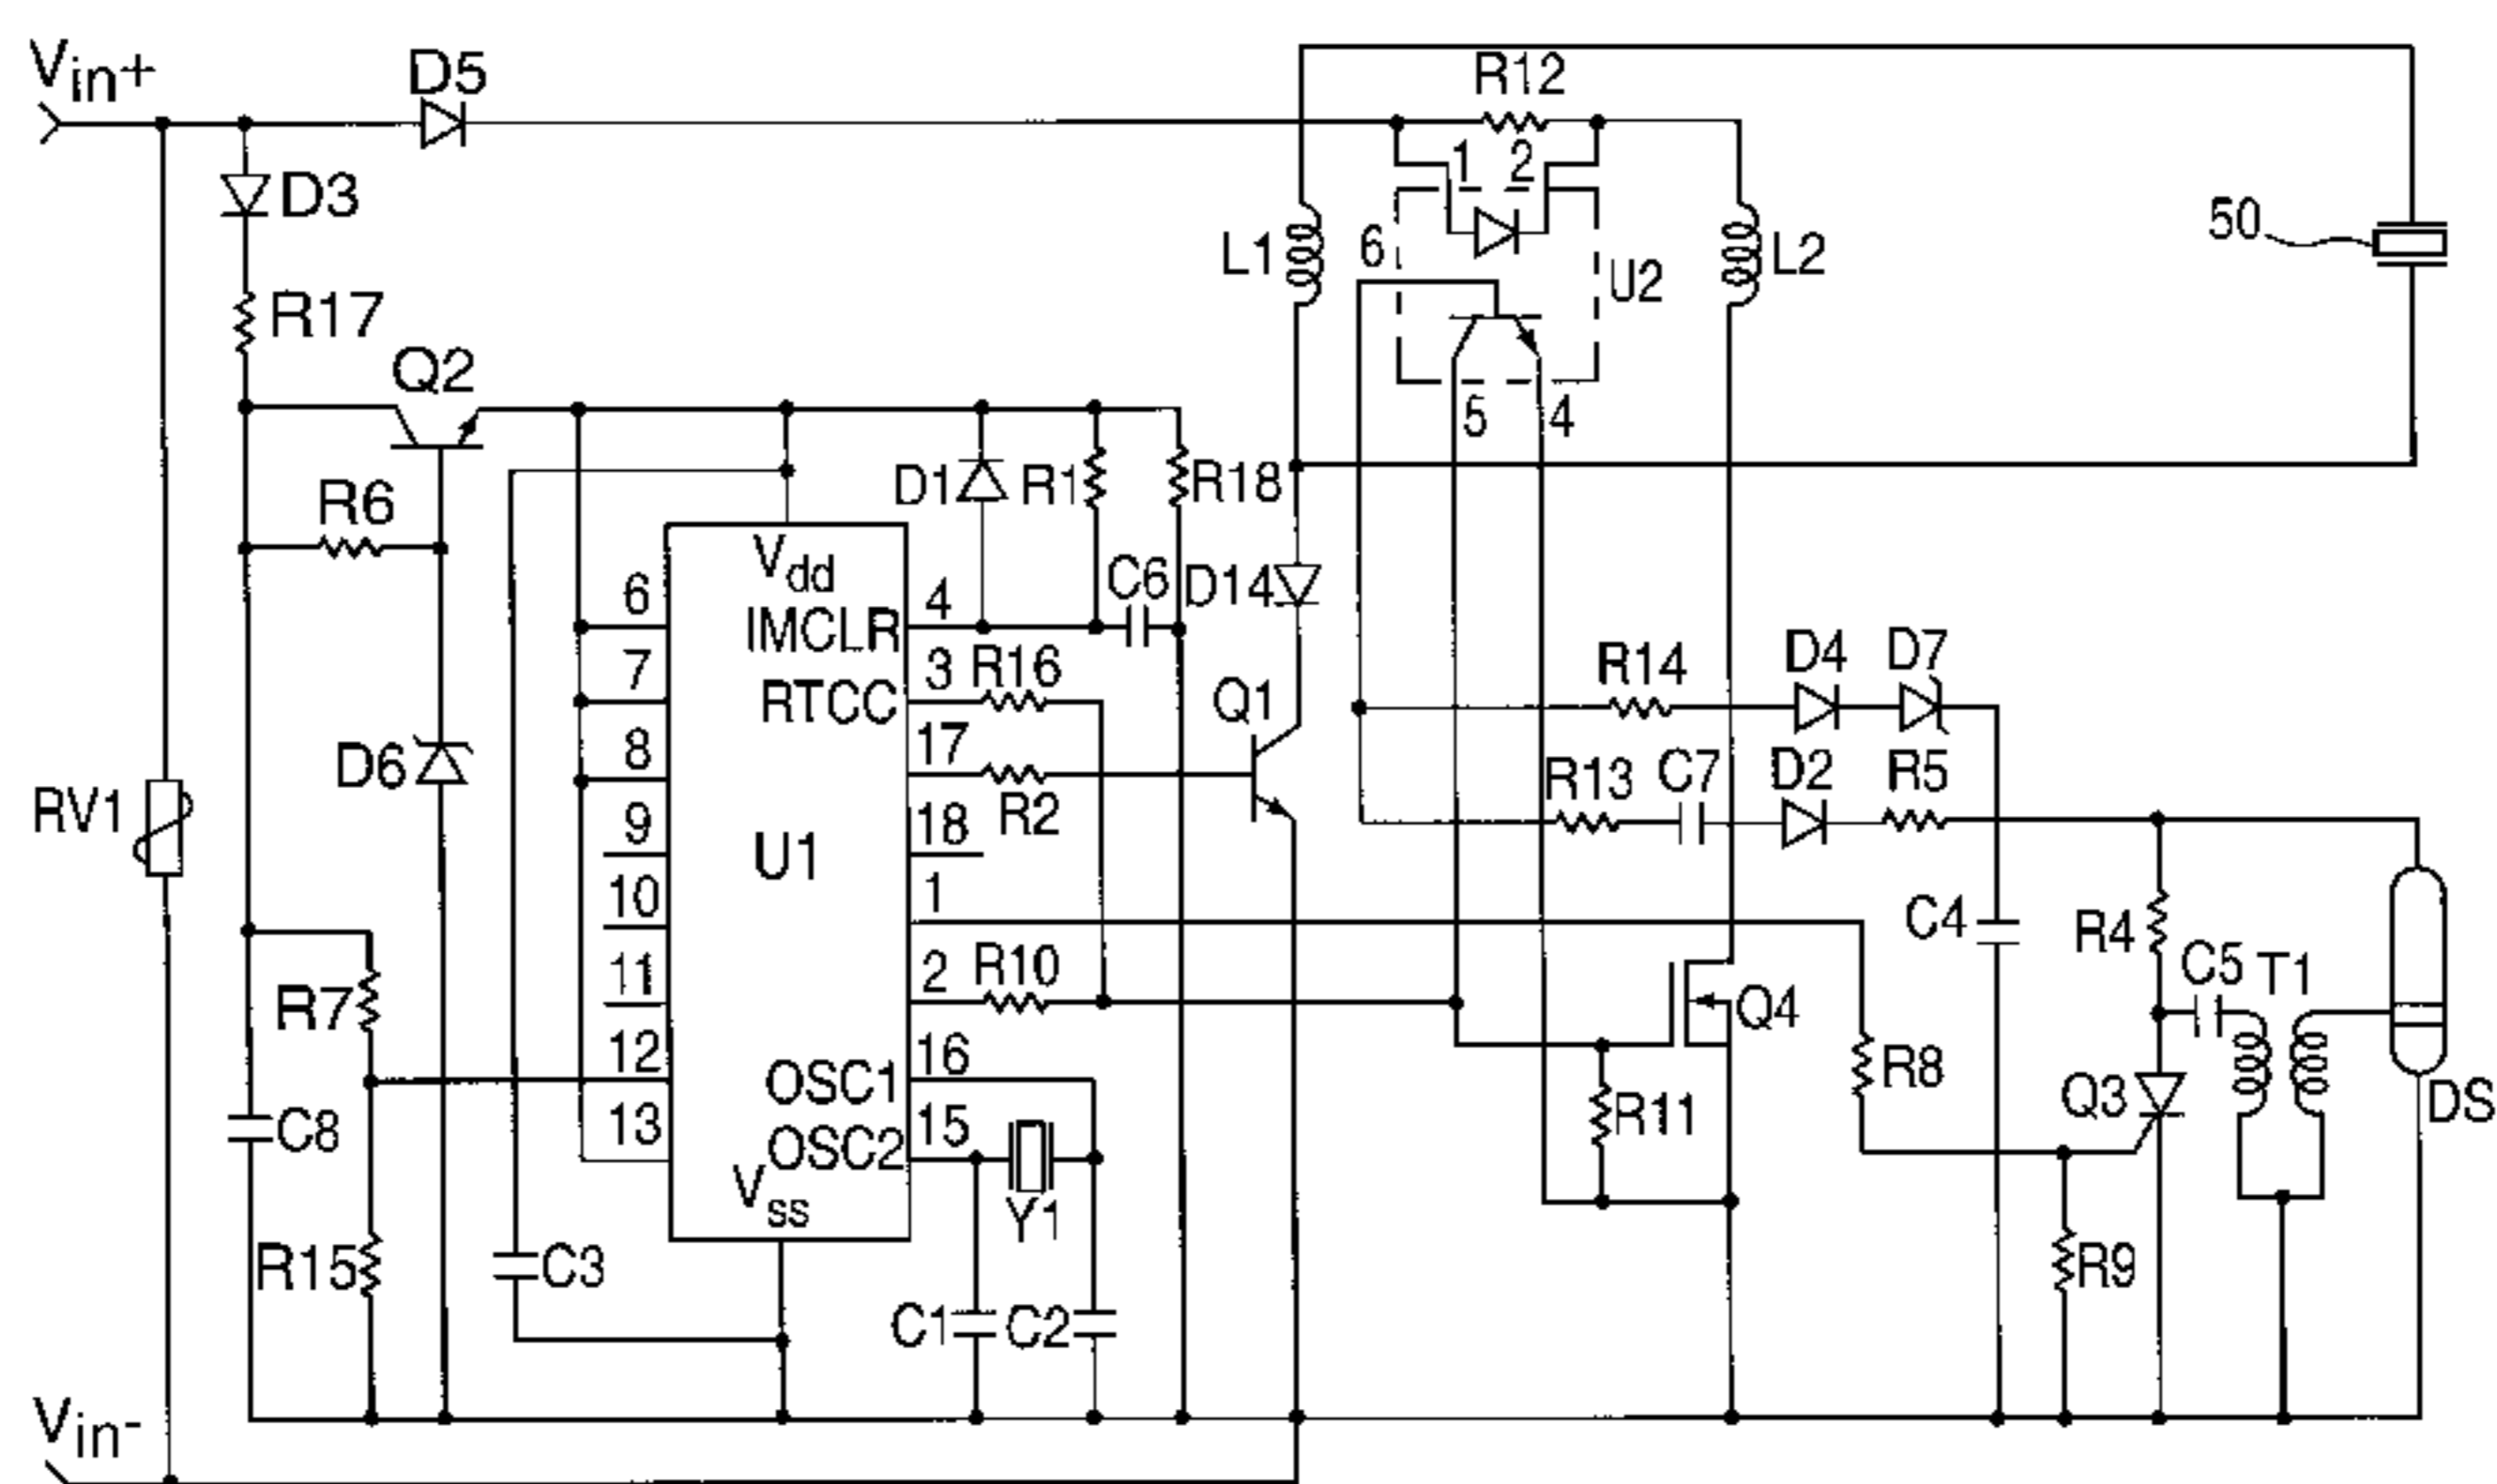 Vin+
D5
R12
1 2
D3
50
6
L1
L2
U2
R17
Q2
5 4
D1
R1
R18
R6
Vdd
6
IMCLR
4
C6
D14
7
RTCC
3
R16
R14
D4
D7
Q1
17
8
D6
R13
C7
D2
R5
RV1
R2
9
18
U1
10
1
C4
R4
C5
T1
11
2
R10
R7
Q4
12
16
OSC1
R8
Q3
DS
13
15
OSC2
C8
R11
Vss
Y1
R15
C3
R9
C1
C2
Vin-